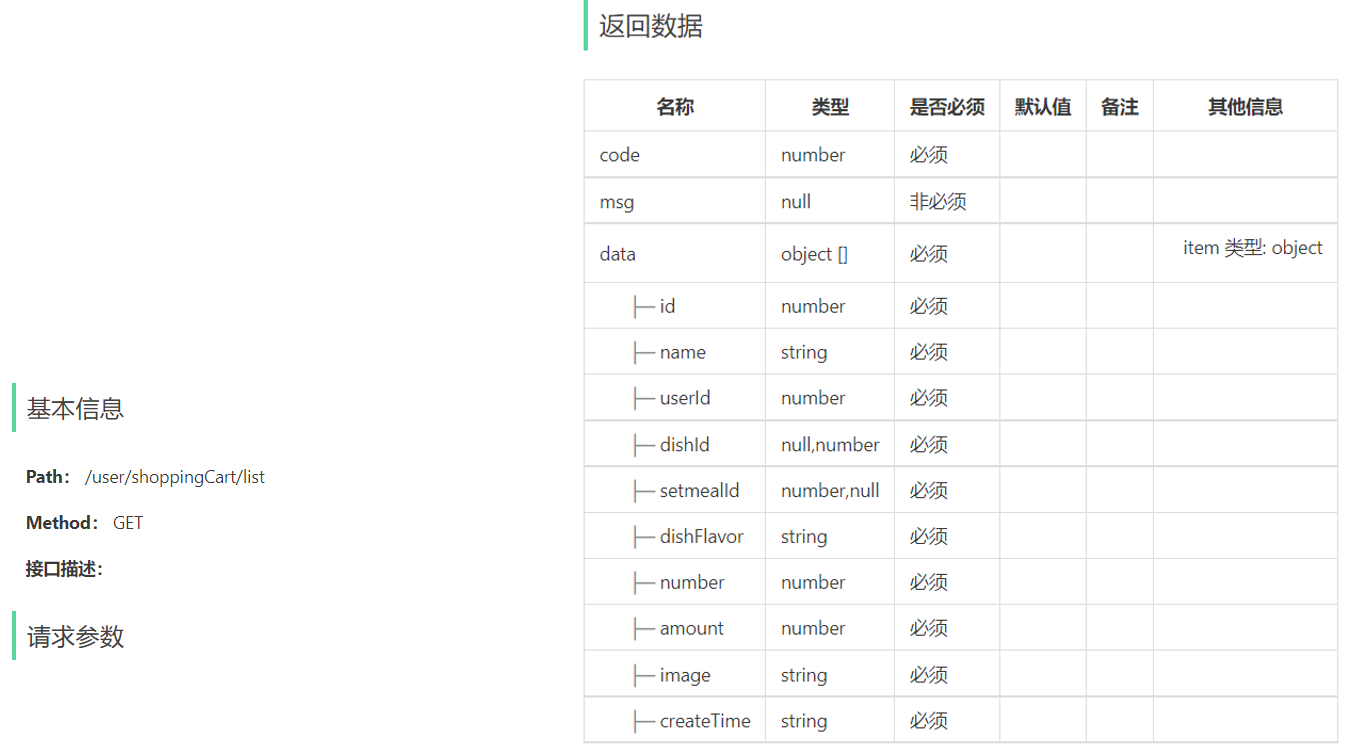 基本信息
Path： /user/shoppingCart/list
Method： GET
接口描述：
请求参数
返回数据
名称 类型 是否必须 默认值 备注 其他信息
code number 必须
msg null 非必须
data object [] 必须 item 类型: object
├─ id number 必须
├─ name string 必须
├─ userId number 必须
├─ dishId null,number 必须
├─ setmealId number,null 必须
├─ dishFlavor string 必须
├─ number number 必须
├─ amount number 必须
├─ image string 必须
├─ createTime string 必须